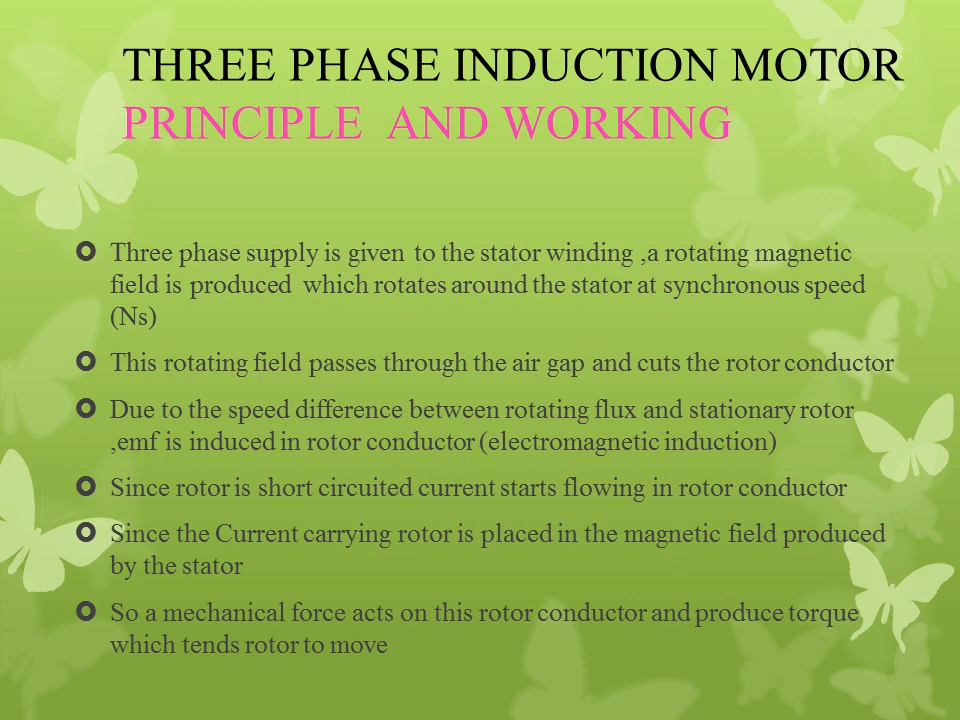 THREE PHASE INDUCTION MOTOR
PRINCIPLE AND WORKING
Three phase supply is given to the stator winding ,a rotating magnetic
field is produced which rotates around the stator at synchronous speed
(Ns)
This rotating field passes through the air gap and cuts the rotor conductor
Due to the speed difference between rotating flux and stationary rotor
,emf is induced in rotor conductor (electromagnetic induction)
Since rotor is short circuited current starts flowing in rotor conductor
Since the Current carrying rotor is placed in the magnetic field produced
by the stator
So a mechanical force acts on this rotor conductor and produce torque
which tends rotor to move